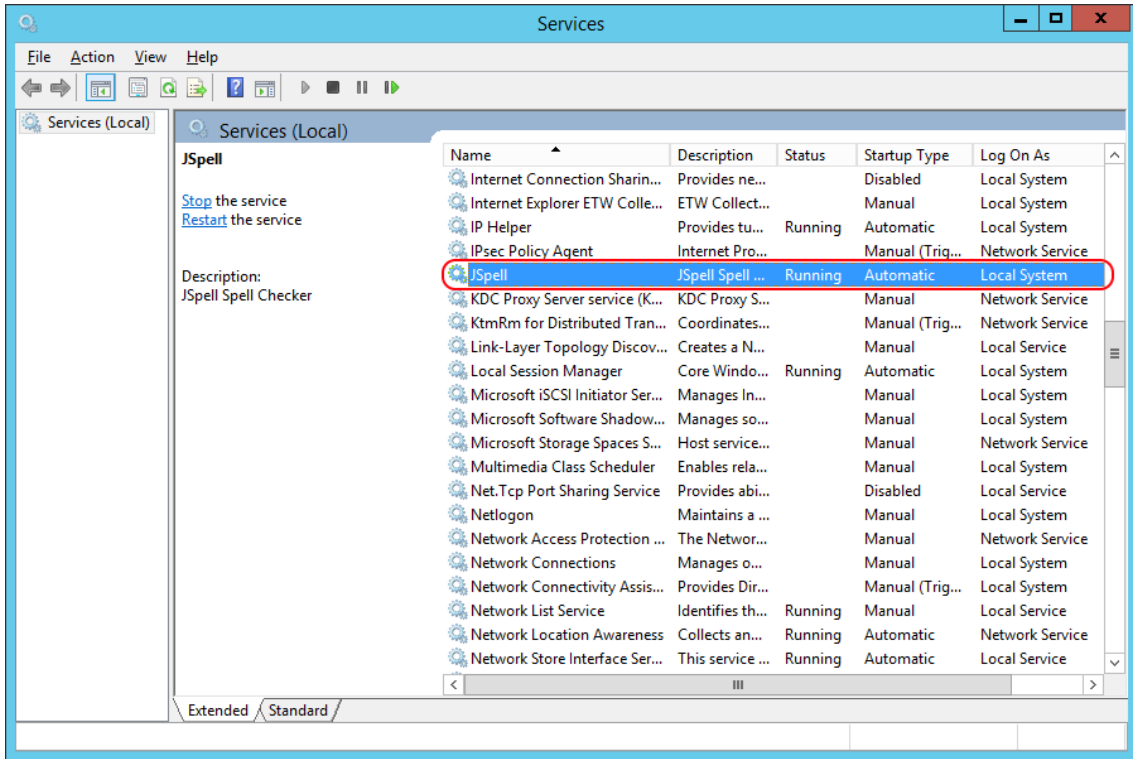 Services
File Action View Help
Services (Local)
Services (Local)
JSpell
Stop the service
Restart the service
Description:
JSpell Spell Checker
Name Description Status Startup Type Log On As
Internet Connection Sharin... Provides ne... Disabled Local System
Internet Explorer ETW Colle... ETW Collect... Manual Local System
IP Helper Provides tu... Running Automatic Local System
IPsec Policy Agent Internet Pro... Manual (Trig... Network Service
JSpell JSpell Spell ... Running Automatic Local System
KDC Proxy Server service (K... KDC Proxy S... Manual Network Service
KtmRm for Distributed Tran... Coordinates... Manual (Trig... Network Service
Link-Layer Topology Discov... Creates a N... Manual Local Service
Local Session Manager Core Windo... Running Automatic Local System
Microsoft iSCSI Initiator Ser... Manages In... Manual Local System
Microsoft Software Shadow... Manages so... Manual Local System
Microsoft Storage Spaces S... Host service... Manual Network Service
Multimedia Class Scheduler Enables rela... Manual Local System
Net.Tcp Port Sharing Service Provides abi... Disabled Local Service
Netlogon Maintains a ... Manual Local System
Network Access Protection ... The Networ... Manual Network Service
Network Connections Manages o... Manual Local System
Network Connectivity Assis... Provides Dir... Manual (Trig... Local System
Network List Service Identifies th... Running Manual Local Service
Network Location Awareness Collects an... Running Automatic Network Service
Network Store Interface Ser... This service ... Running Automatic Local Service
Extended Standard